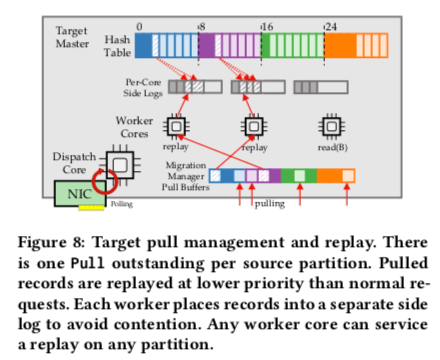 Target
Master
0
8
16
24
Hash
Table
Per-Core
Side Logs
Worker
Cores
replay
replay
read(B)
Dispatch
Core
Migration
Manager
Pull Buffers
NIC
Polling
pulling
Figure 8: Target pull management and replay. There
is one Pull outstanding per source partition. Pulled
records are replayed at lower priority than normal re-
quests. Each worker places records into a separate side
log to avoid contention. Any worker core can service
a replay on any partition.